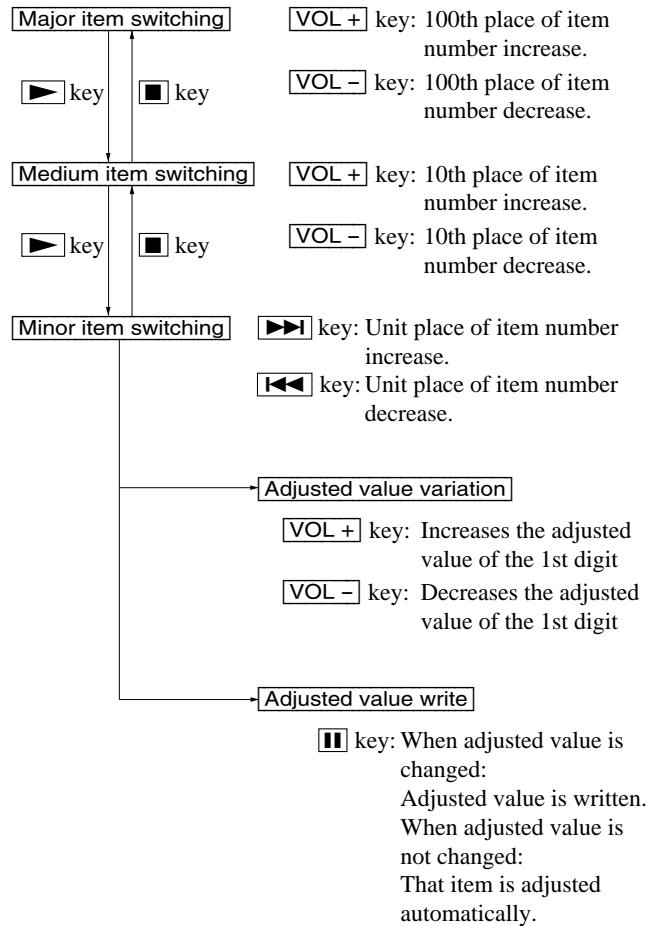 Major item switching
VOL + key: 100th place of item
number increase.
VOL – key: 100th place of item
number decrease.
► key ■ key
Medium item switching
VOL + key: 10th place of item
number increase.
VOL – key: 10th place of item
number decrease.
► key ■ key
Minor item switching
►►I key: Unit place of item number
increase.
I◄◄ key: Unit place of item number
decrease.
Adjusted value variation
VOL + key: Increases the adjusted
value of the 1st digit
VOL – key: Decreases the adjusted
value of the 1st digit
Adjusted value write
▮▮ key: When adjusted value is
changed:
Adjusted value is written.
When adjusted value is
not changed:
That item is adjusted
automatically.